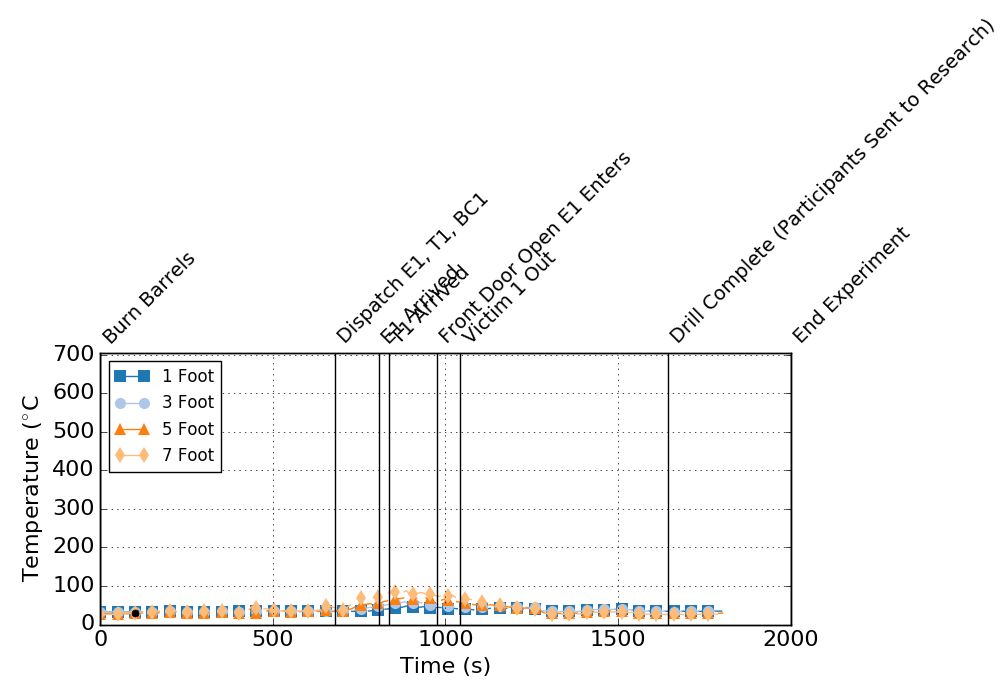 Burn Barrels
Dispatch E1, T1, BC1
E1 Arrived
T1 Arrived
Front Door Open E1 Enters
Victim 1 Out
Drill Complete (Participants Sent to Research)
End Experiment
700
600
500
400
300
200
100
0
Temperature (°C
1 Foot
3 Foot
5 Foot
7 Foot
0 500 1000 1500 2000
Time (s)